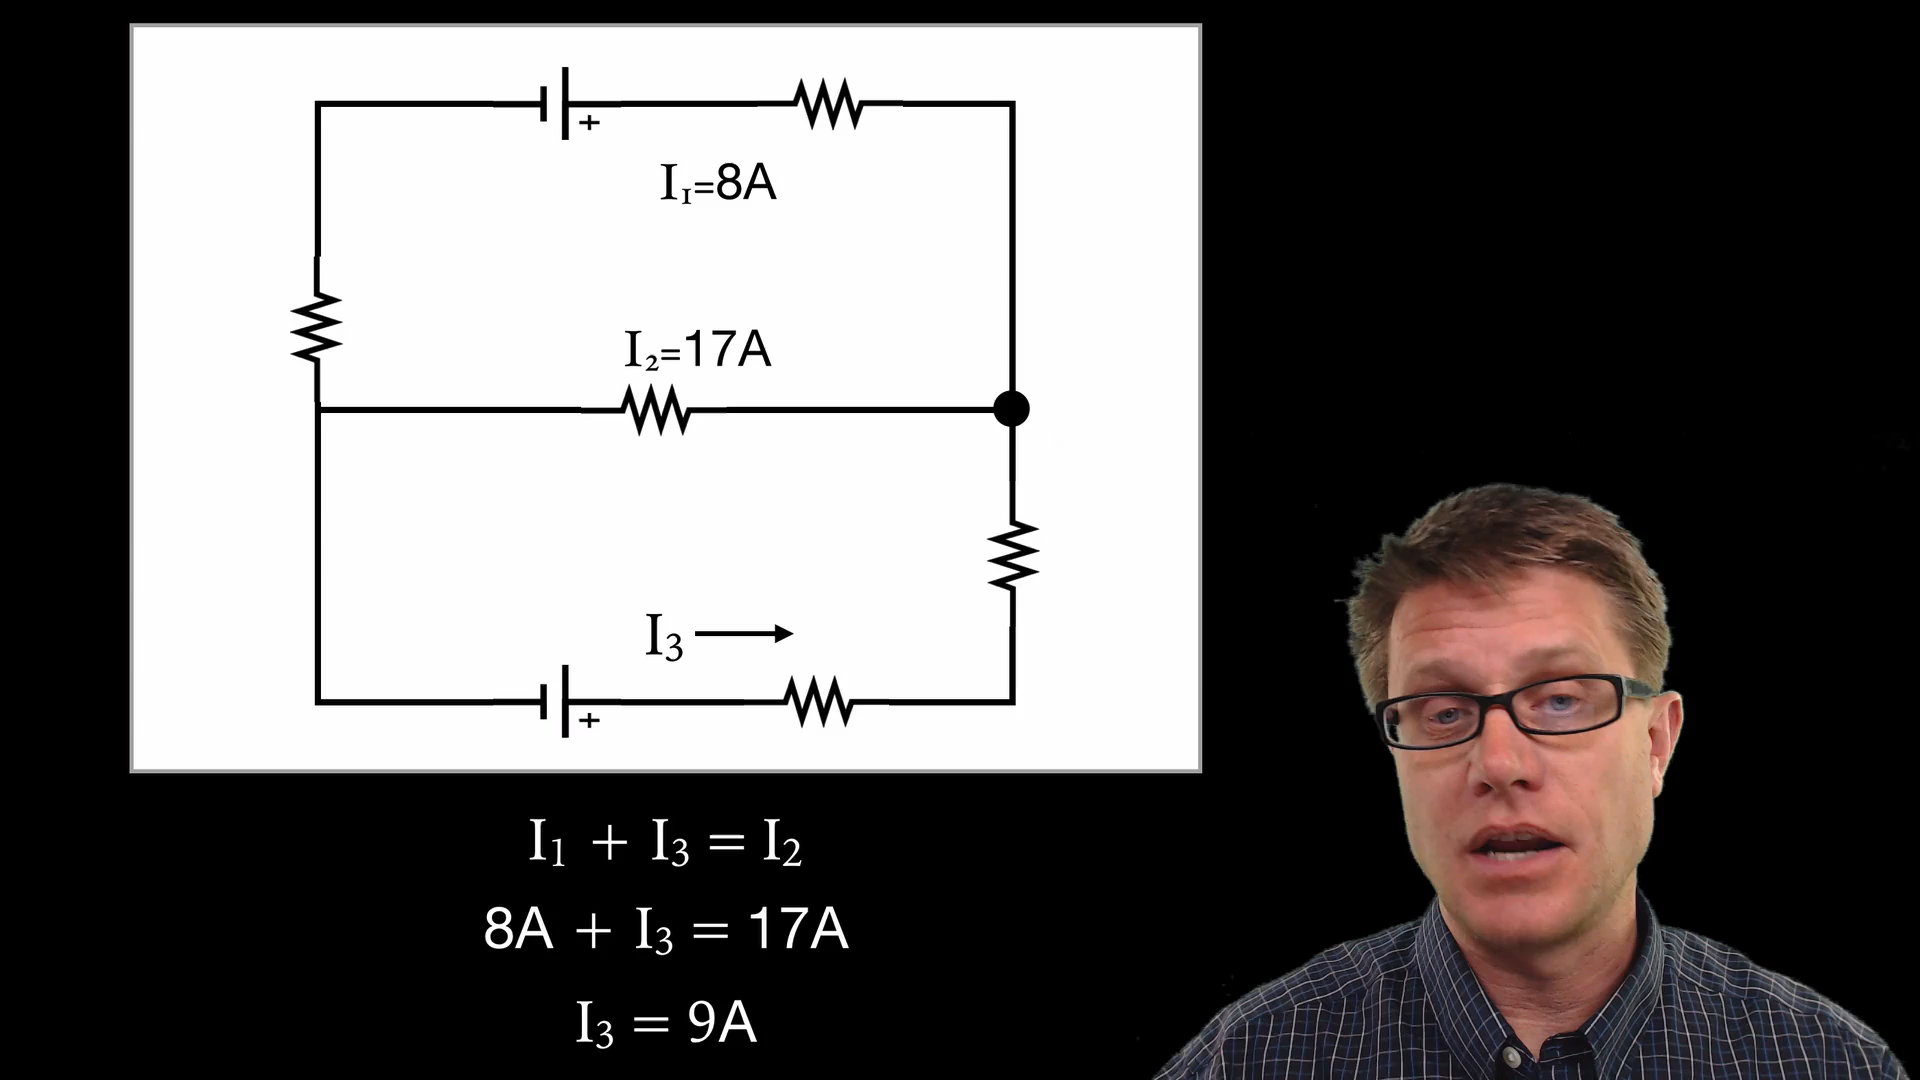 +
I₁=8A
I₂=17A
I₃
+
I₁ + I₃ = I₂
8A + I₃ = 17A
I₃ = 9A